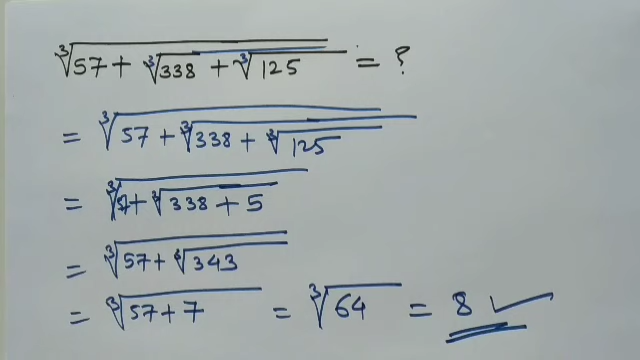 ∛(57 + ∛(338 + ∛125)) = ?
= ∛(57 + ∛(338 + ∛125))
= ∛(57 + ∛(338 + 5))
= ∛(57 + ∛343)
= ∛(57 + 7) = ∛64 = 8 ✓